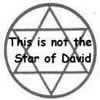 This is not the
Star of David